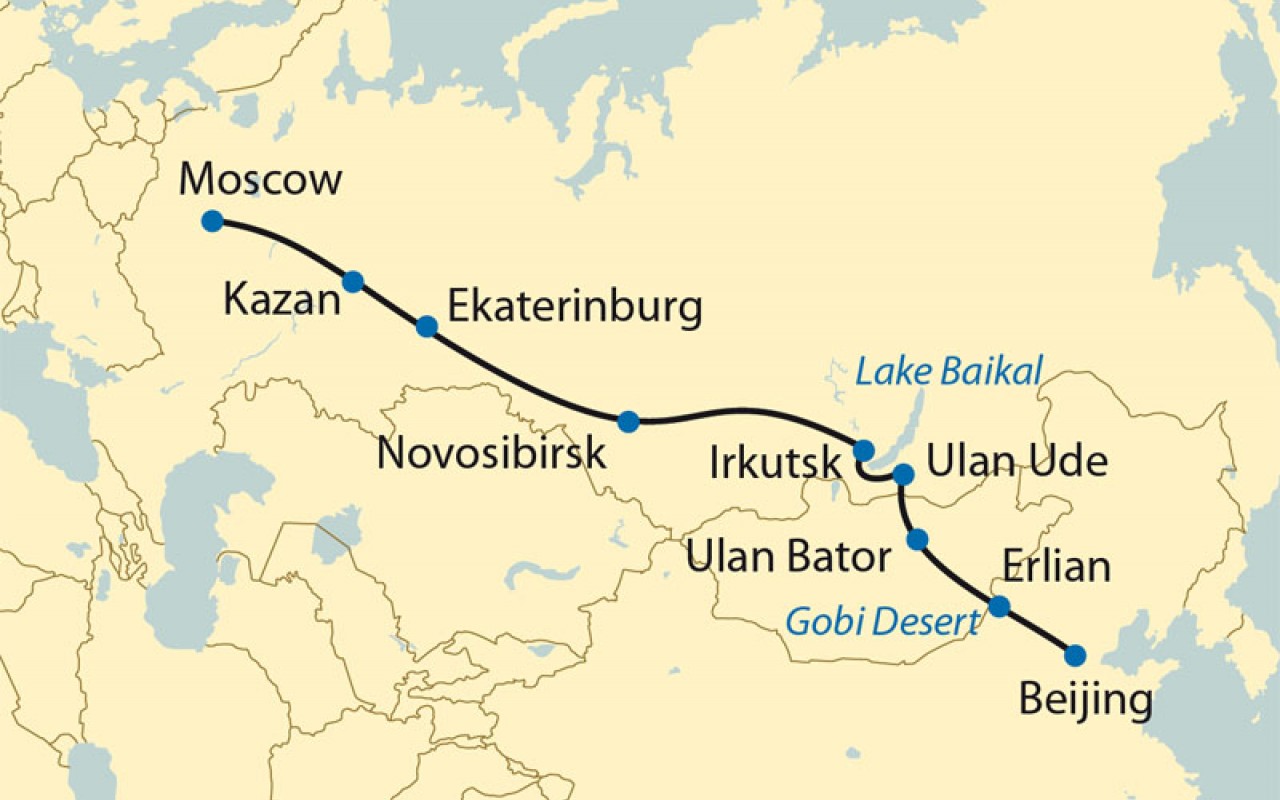 Moscow
Kazan
Ekaterinburg
Lake Baikal
Novosibirsk
Irkutsk
Ulan Ude
Ulan Bator
Erlian
Gobi Desert
Beijing